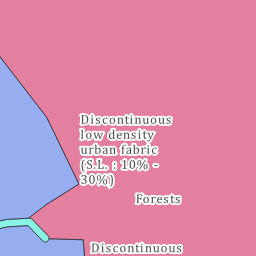 Discontinuous
low density
urban fabric
(S.L. : 10% -
30%)
Forests
Discontinuous